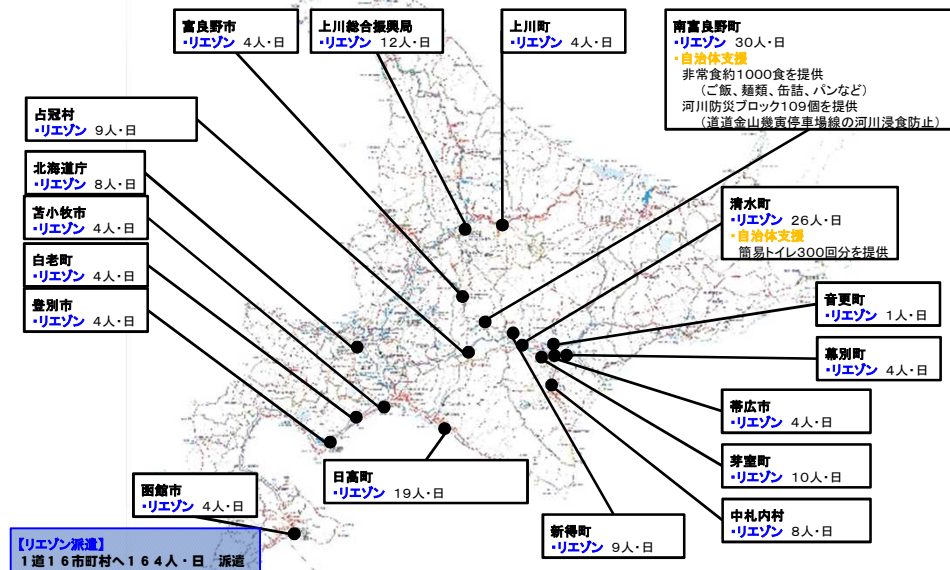 富良野市
・リエゾン 4人・日
上川総合振興局
・リエゾン 12人・日
上川町
・リエゾン 4人・日
南富良野町
・リエゾン 30人・日
・自治体支援
非常食約1000食を提供
（ご飯、麺類、缶詰、パンなど）
河川防災ブロック109個を提供
（道道金山幾寅停車場線の河川浸食防止）
占冠村
・リエゾン 9人・日
北海道庁
・リエゾン 8人・日
苫小牧市
・リエゾン 4人・日
白老町
・リエゾン 4人・日
登別市
・リエゾン 4人・日
清水町
・リエゾン 26人・日
・自治体支援
簡易トイレ300回分を提供
音更町
・リエゾン 1人・日
幕別町
・リエゾン 4人・日
帯広市
・リエゾン 4人・日
芽室町
・リエゾン 10人・日
中札内村
・リエゾン 8人・日
新得町
・リエゾン 9人・日
日高町
・リエゾン 19人・日
函館市
・リエゾン 4人・日
【リエゾン派遣】
1道16市町村へ164人・日 派遣